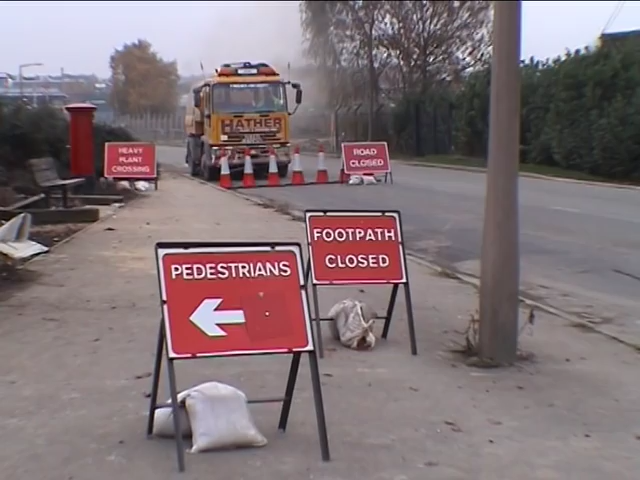 HATHER
HEAVY
PLANT
CROSSING
ROAD
CLOSED
FOOTPATH
CLOSED
PEDESTRIANS